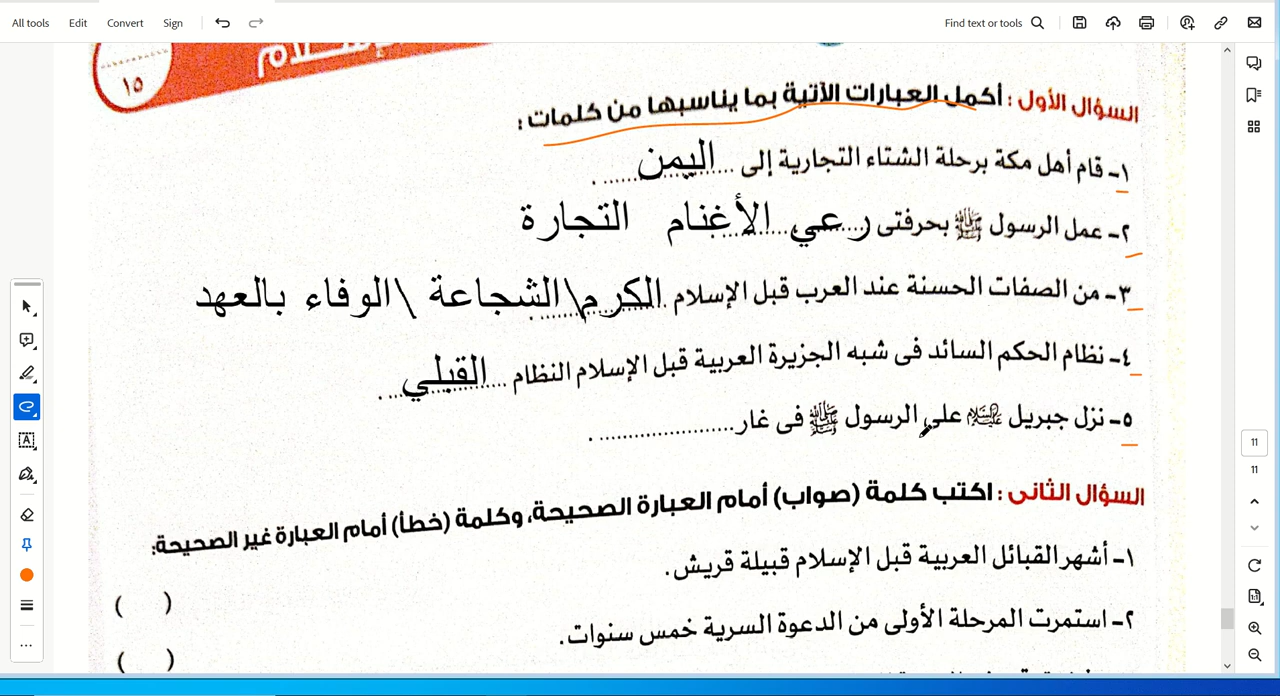 All tools Edit Convert Sign Find text or tools
١٥
السؤال الأول : أكمل العبارات الآتية بما يناسبها من كلمات :
١- قام أهل مكة برحلة الشتاء التجارية إلى اليمن.
٢- عمل الرسول ﷺ بحرفتى رعي الأغنام التجارة
٣- من الصفات الحسنة عند العرب قبل الإسلام الكرم\الشجاعة \الوفاء بالعهد
٤- نظام الحكم السائد فى شبه الجزيرة العربية قبل الإسلام النظام القبلي.
٥- نزل جبريل عليه السلام على الرسول ﷺ فى غار .....................
السؤال الثانى : اكتب كلمة (صواب) أمام العبارة الصحيحة، وكلمة (خطأ) أمام العبارة غير الصحيحة:
١- أشهر القبائل العربية قبل الإسلام قبيلة قريش.
( )
٢- استمرت المرحلة الأولى من الدعوة السرية خمس سنوات.
( )
11
11